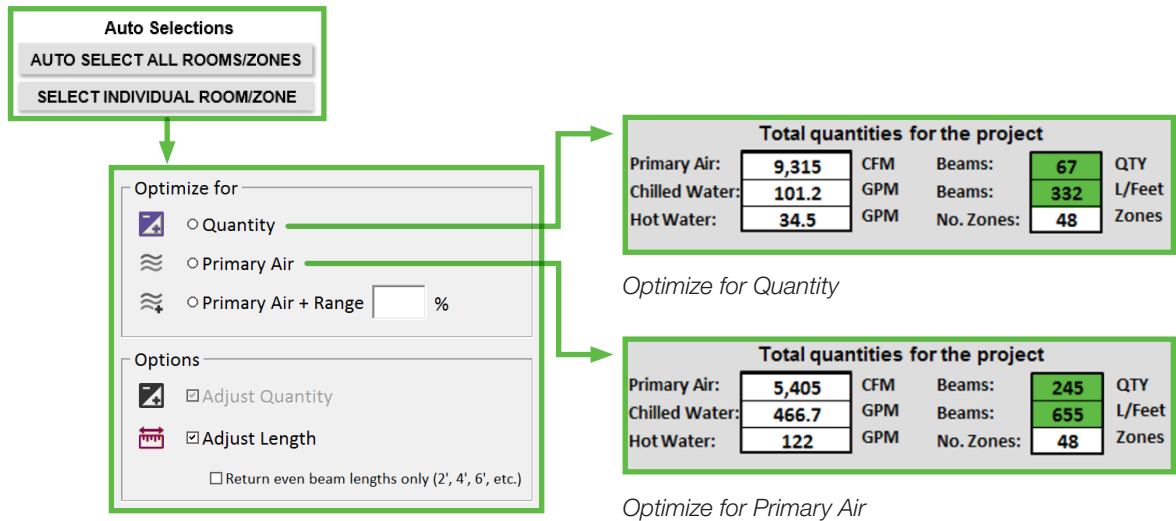 Auto Selections
AUTO SELECT ALL ROOMS/ZONES
SELECT INDIVIDUAL ROOM/ZONE
Optimize for
Quantity
Primary Air
Primary Air + Range %
Options
Adjust Quantity
Adjust Length
Return even beam lengths only (2', 4', 6', etc.)
Total quantities for the project
Primary Air: 9,315 CFM Beams: 67 QTY
Chilled Water: 101.2 GPM Beams: 332 L/Feet
Hot Water: 34.5 GPM No. Zones: 48 Zones
Optimize for Quantity
Total quantities for the project
Primary Air: 5,405 CFM Beams: 245 QTY
Chilled Water: 466.7 GPM Beams: 655 L/Feet
Hot Water: 122 GPM No. Zones: 48 Zones
Optimize for Primary Air